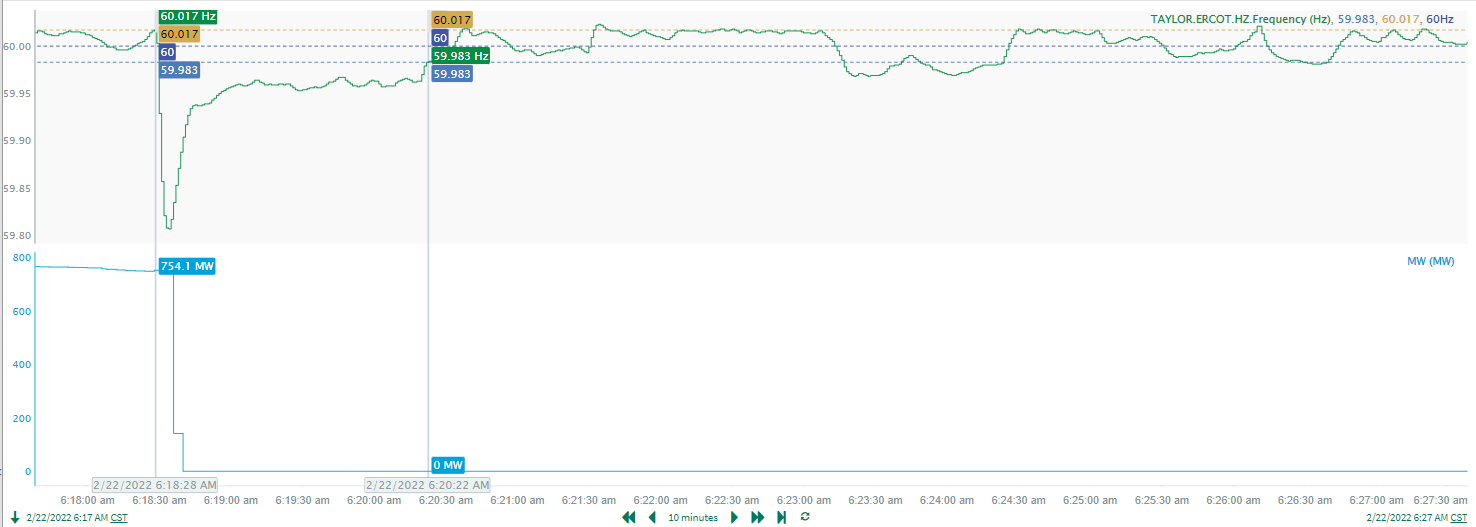 60.017 Hz
60.017
60
59.983
60.017
60
59.983 Hz
59.983
TAYLOR.ERCOT.HZ.Frequency (Hz), 59.983, 60.017, 60Hz
60.00
59.95
59.90
59.85
59.80
800
600
400
200
0
754.1 MW
MW (MW)
0 MW
2/22/2022 6:18:28 AM
2/22/2022 6:20:22 AM
6:18:00 am 6:18:30 am 6:19:00 am 6:19:30 am 6:20:00 am 6:20:30 am 6:21:00 am 6:21:30 am 6:22:00 am 6:22:30 am 6:23:00 am 6:23:30 am 6:24:00 am 6:24:30 am 6:25:00 am 6:25:30 am 6:26:00 am 6:26:30 am 6:27:00 am 6:27:30 am
2/22/2022 6:17 AM CST
10 minutes
2/22/2022 6:27 AM CST